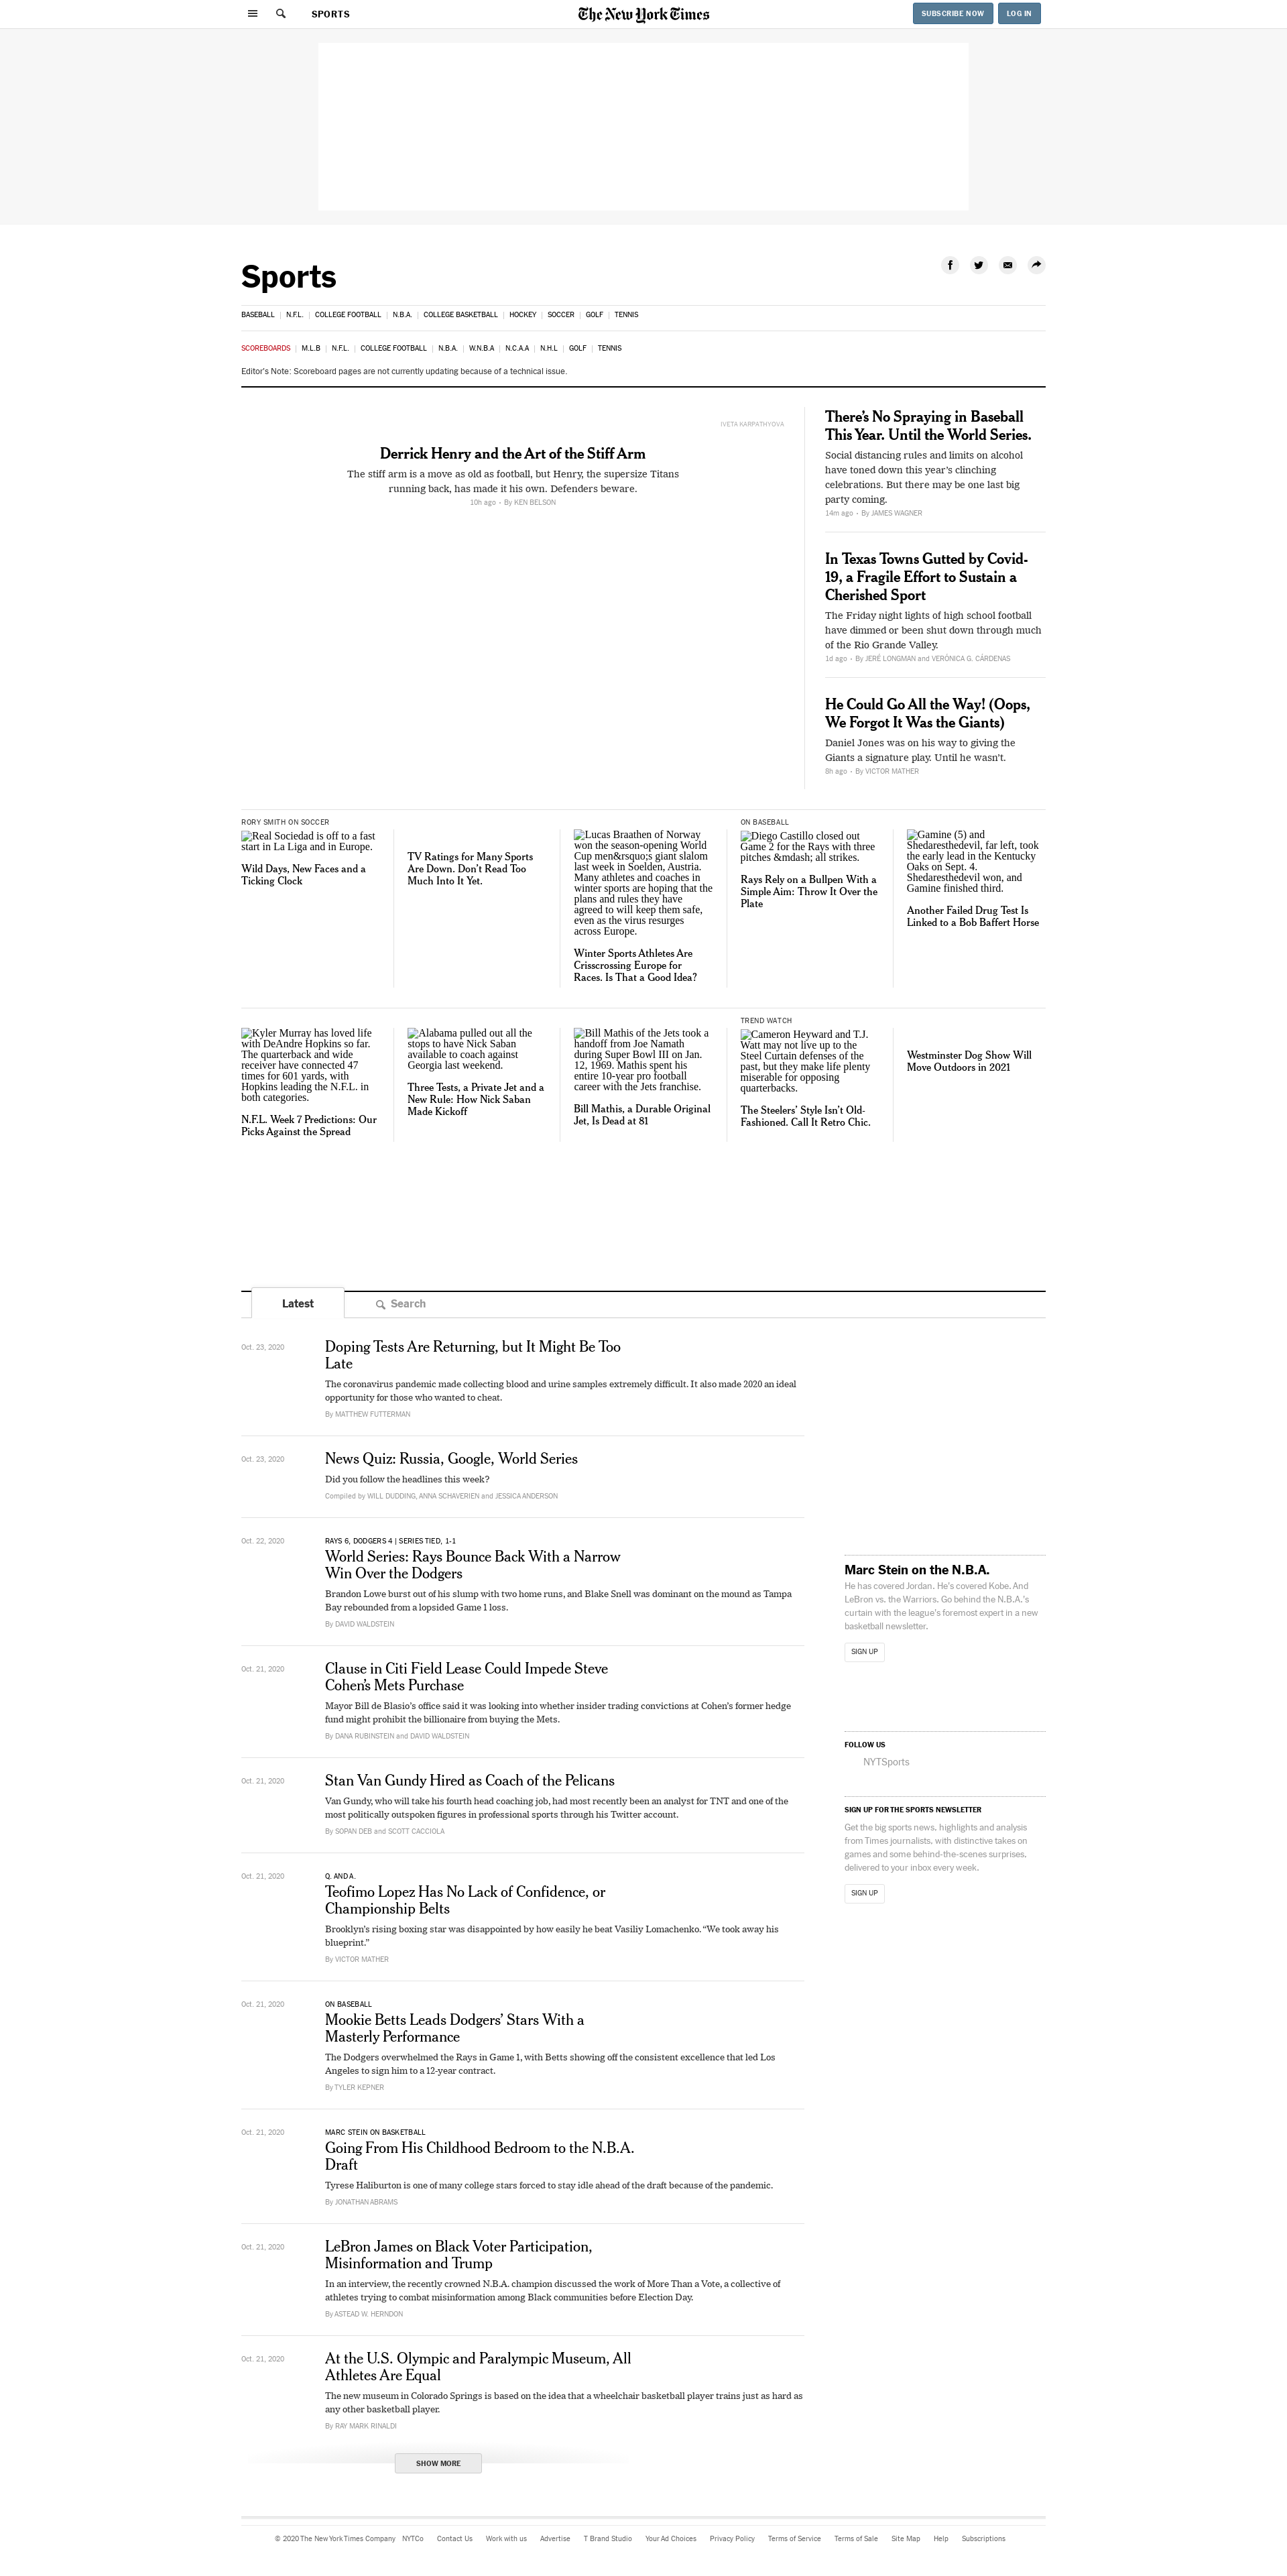 SPORTS
The New York Times
SUBSCRIBE NOW
LOG IN
Sports
BASEBALL | N.F.L. | COLLEGE FOOTBALL | N.B.A. | COLLEGE BASKETBALL | HOCKEY | SOCCER | GOLF | TENNIS
SCOREBOARDS | M.L.B | N.F.L. | COLLEGE FOOTBALL | N.B.A. | W.N.B.A | N.C.A.A | N.H.L | GOLF | TENNIS
Editor's Note: Scoreboard pages are not currently updating because of a technical issue.
IVETA KARPATHYOVA
Derrick Henry and the Art of the Stiff Arm
The stiff arm is a move as old as football, but Henry, the supersize Titans
running back, has made it his own. Defenders beware.
10h ago • By KEN BELSON
There's No Spraying in Baseball
This Year. Until the World Series.
Social distancing rules and limits on alcohol
have toned down this year's clinching
celebrations. But there may be one last big
party coming.
14m ago • By JAMES WAGNER
In Texas Towns Gutted by Covid-
19, a Fragile Effort to Sustain a
Cherished Sport
The Friday night lights of high school football
have dimmed or been shut down through much
of the Rio Grande Valley.
1d ago • By JERÉ LONGMAN and VERÓNICA G. CÁRDENAS
He Could Go All the Way! (Oops,
We Forgot It Was the Giants)
Daniel Jones was on his way to giving the
Giants a signature play. Until he wasn't.
8h ago • By VICTOR MATHER
RORY SMITH ON SOCCER
Real Sociedad is off to a fast
start in La Liga and in Europe.
Wild Days, New Faces and a
Ticking Clock
TV Ratings for Many Sports
Are Down. Don't Read Too
Much Into It Yet.
Lucas Braathen of Norway
won the season-opening World
Cup men&rsquo;s giant slalom
last week in Soelden, Austria.
Many athletes and coaches in
winter sports are hoping that the
plans and rules they have
agreed to will keep them safe,
even as the virus resurges
across Europe.
Winter Sports Athletes Are
Crisscrossing Europe for
Races. Is That a Good Idea?
ON BASEBALL
Diego Castillo closed out
Game 2 for the Rays with three
pitches &mdash; all strikes.
Rays Rely on a Bullpen With a
Simple Aim: Throw It Over the
Plate
Gamine (5) and
Shedaresthedevil, far left, took
the early lead in the Kentucky
Oaks on Sept. 4.
Shedaresthedevil won, and
Gamine finished third.
Another Failed Drug Test Is
Linked to a Bob Baffert Horse
Kyler Murray has loved life
with DeAndre Hopkins so far.
The quarterback and wide
receiver have connected 47
times for 601 yards, with
Hopkins leading the N.F.L. in
both categories.
N.F.L. Week 7 Predictions: Our
Picks Against the Spread
Alabama pulled out all the
stops to have Nick Saban
available to coach against
Georgia last weekend.
Three Tests, a Private Jet and a
New Rule: How Nick Saban
Made Kickoff
Bill Mathis of the Jets took a
handoff from Joe Namath
during Super Bowl III on Jan.
12, 1969. Mathis spent his
entire 10-year pro football
career with the Jets franchise.
Bill Mathis, a Durable Original
Jet, Is Dead at 81
TREND WATCH
Cameron Heyward and T.J.
Watt may not live up to the
Steel Curtain defenses of the
past, but they make life plenty
miserable for opposing
quarterbacks.
The Steelers' Style Isn't Old-
Fashioned. Call It Retro Chic.
Westminster Dog Show Will
Move Outdoors in 2021
Latest
Search
Oct. 23, 2020
Doping Tests Are Returning, but It Might Be Too
Late
The coronavirus pandemic made collecting blood and urine samples extremely difficult. It also made 2020 an ideal
opportunity for those who wanted to cheat.
By MATTHEW FUTTERMAN
Oct. 23, 2020
News Quiz: Russia, Google, World Series
Did you follow the headlines this week?
Compiled by WILL DUDDING, ANNA SCHAVERIEN and JESSICA ANDERSON
Oct. 22, 2020
RAYS 6, DODGERS 4 | SERIES TIED, 1-1
World Series: Rays Bounce Back With a Narrow
Win Over the Dodgers
Brandon Lowe burst out of his slump with two home runs, and Blake Snell was dominant on the mound as Tampa
Bay rebounded from a lopsided Game 1 loss.
By DAVID WALDSTEIN
Oct. 21, 2020
Clause in Citi Field Lease Could Impede Steve
Cohen's Mets Purchase
Mayor Bill de Blasio's office said it was looking into whether insider trading convictions at Cohen's former hedge
fund might prohibit the billionaire from buying the Mets.
By DANA RUBINSTEIN and DAVID WALDSTEIN
Oct. 21, 2020
Stan Van Gundy Hired as Coach of the Pelicans
Van Gundy, who will take his fourth head coaching job, had most recently been an analyst for TNT and one of the
most politically outspoken figures in professional sports through his Twitter account.
By SOPAN DEB and SCOTT CACCIOLA
Oct. 21, 2020
Q. AND A.
Teofimo Lopez Has No Lack of Confidence, or
Championship Belts
Brooklyn's rising boxing star was disappointed by how easily he beat Vasiliy Lomachenko. “We took away his
blueprint.”
By VICTOR MATHER
Oct. 21, 2020
ON BASEBALL
Mookie Betts Leads Dodgers' Stars With a
Masterly Performance
The Dodgers overwhelmed the Rays in Game 1, with Betts showing off the consistent excellence that led Los
Angeles to sign him to a 12-year contract.
By TYLER KEPNER
Oct. 21, 2020
MARC STEIN ON BASKETBALL
Going From His Childhood Bedroom to the N.B.A.
Draft
Tyrese Haliburton is one of many college stars forced to stay idle ahead of the draft because of the pandemic.
By JONATHAN ABRAMS
Oct. 21, 2020
LeBron James on Black Voter Participation,
Misinformation and Trump
In an interview, the recently crowned N.B.A. champion discussed the work of More Than a Vote, a collective of
athletes trying to combat misinformation among Black communities before Election Day.
By ASTEAD W. HERNDON
Oct. 21, 2020
At the U.S. Olympic and Paralympic Museum, All
Athletes Are Equal
The new museum in Colorado Springs is based on the idea that a wheelchair basketball player trains just as hard as
any other basketball player.
By RAY MARK RINALDI
SHOW MORE
Marc Stein on the N.B.A.
He has covered Jordan. He's covered Kobe. And
LeBron vs. the Warriors. Go behind the N.B.A.'s
curtain with the league's foremost expert in a new
basketball newsletter.
SIGN UP
FOLLOW US
NYTSports
SIGN UP FOR THE SPORTS NEWSLETTER
Get the big sports news, highlights and analysis
from Times journalists, with distinctive takes on
games and some behind-the-scenes surprises,
delivered to your inbox every week.
SIGN UP
© 2020 The New York Times Company NYTCo Contact Us Work with us Advertise T Brand Studio Your Ad Choices Privacy Policy Terms of Service Terms of Sale Site Map Help Subscriptions